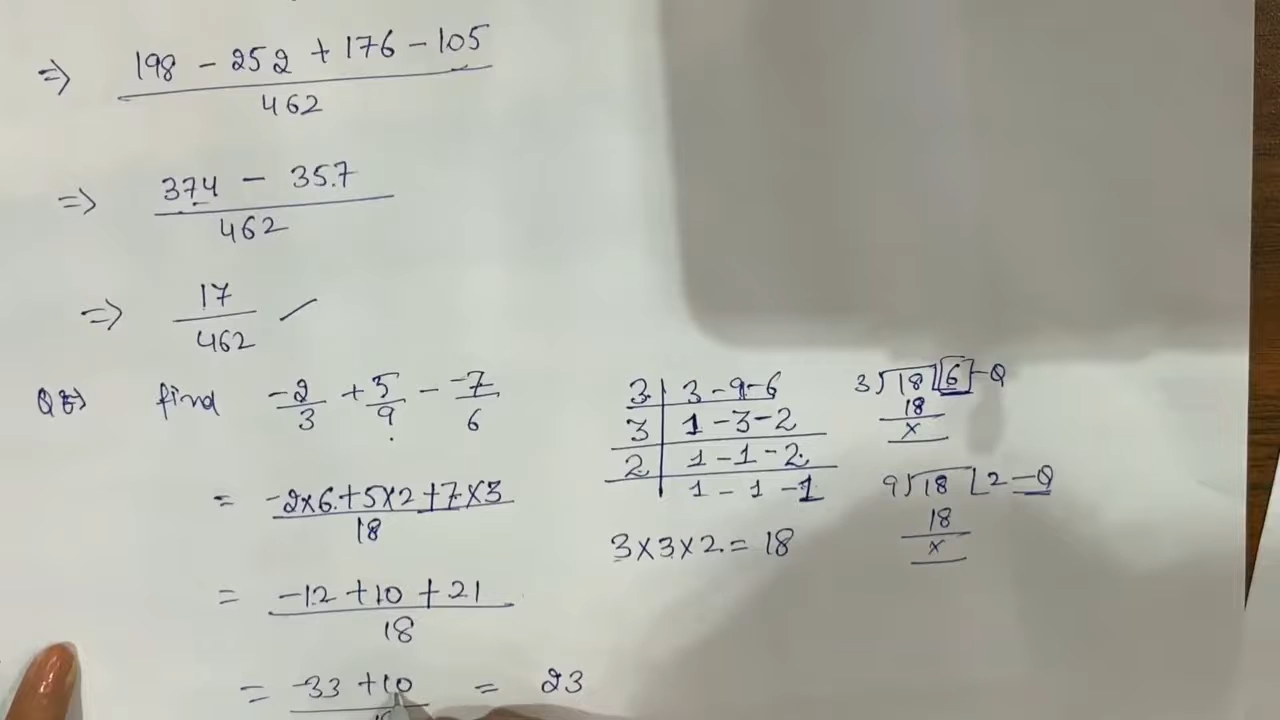 ⇒ 198 - 252 + 176 - 105
462
⇒ 374 - 357
462
⇒ 17
462
find -2/3 + 5/9 - -7/6
= -2×6+5×2+7×3
18
= -12 +10 +21
18
= -33 +10 = 23
3 | 3-9-6
3 | 1-3-2
2 | 1-1-2
1-1-1
3×3×2 = 18
3)18(6-Q
18
×
9)18(2-Q
18
×